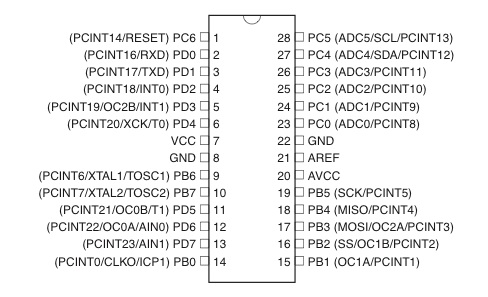 (PCINT14/RESET) PC6 1 28 PC5 (ADC5/SCL/PCINT13)
(PCINT16/RXD) PD0 2 27 PC4 (ADC4/SDA/PCINT12)
(PCINT17/TXD) PD1 3 26 PC3 (ADC3/PCINT11)
(PCINT18/INT0) PD2 4 25 PC2 (ADC2/PCINT10)
(PCINT19/OC2B/INT1) PD3 5 24 PC1 (ADC1/PCINT9)
(PCINT20/XCK/T0) PD4 6 23 PC0 (ADC0/PCINT8)
VCC 7 22 GND
GND 8 21 AREF
(PCINT6/XTAL1/TOSC1) PB6 9 20 AVCC
(PCINT7/XTAL2/TOSC2) PB7 10 19 PB5 (SCK/PCINT5)
(PCINT21/OC0B/T1) PD5 11 18 PB4 (MISO/PCINT4)
(PCINT22/OC0A/AIN0) PD6 12 17 PB3 (MOSI/OC2A/PCINT3)
(PCINT23/AIN1) PD7 13 16 PB2 (SS/OC1B/PCINT2)
(PCINT0/CLKO/ICP1) PB0 14 15 PB1 (OC1A/PCINT1)